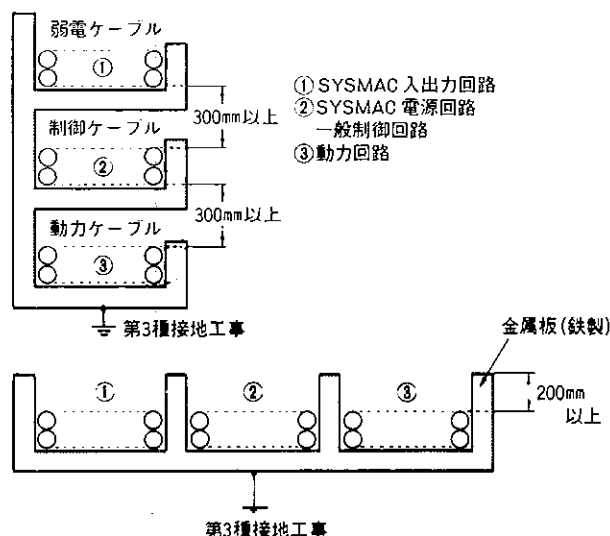 弱電ケーブル
①
300mm以上
制御ケーブル
②
300mm以上
動力ケーブル
③
第3種接地工事
①SYSMAC 入出力回路
②SYSMAC 電源回路
一般制御回路
③動力回路
金属板(鉄製)
①
②
③
200mm
以上
第3種接地工事